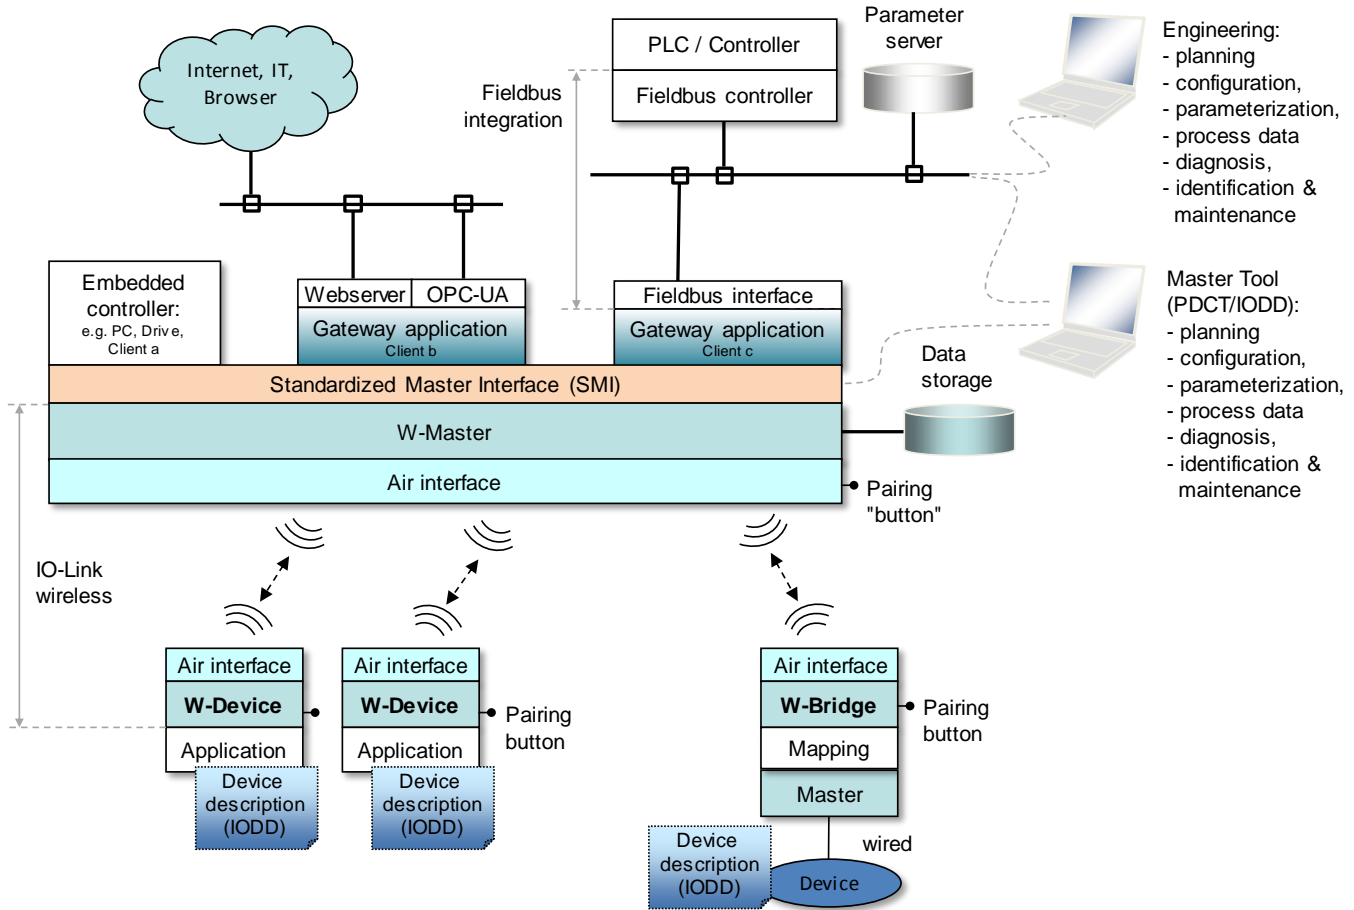 Internet, IT,
Browser
Fieldbus
integration
PLC / Controller
Fieldbus controller
Parameter
server
Engineering:
- planning
- configuration,
- parameterization,
- process data
- diagnosis,
- identification &
maintenance
Embedded
controller:
e.g. PC, Drive,
Client a
Webserver
OPC-UA
Gateway application
Client b
Fieldbus interface
Gateway application
Client c
Master Tool
(PDCT/IODD):
- planning
- configuration,
- parameterization,
- process data
- diagnosis,
- identification &
maintenance
Standardized Master Interface (SMI)
Data
storage
W-Master
Air interface
Pairing
"button"
IO-Link
wireless
Air interface
W-Device
Application
Device
description
(IODD)
Air interface
W-Device
Application
Pairing
button
Device
description
(IODD)
Air interface
W-Bridge
Mapping
Master
Pairing
button
wired
Device
description
(IODD)
Device